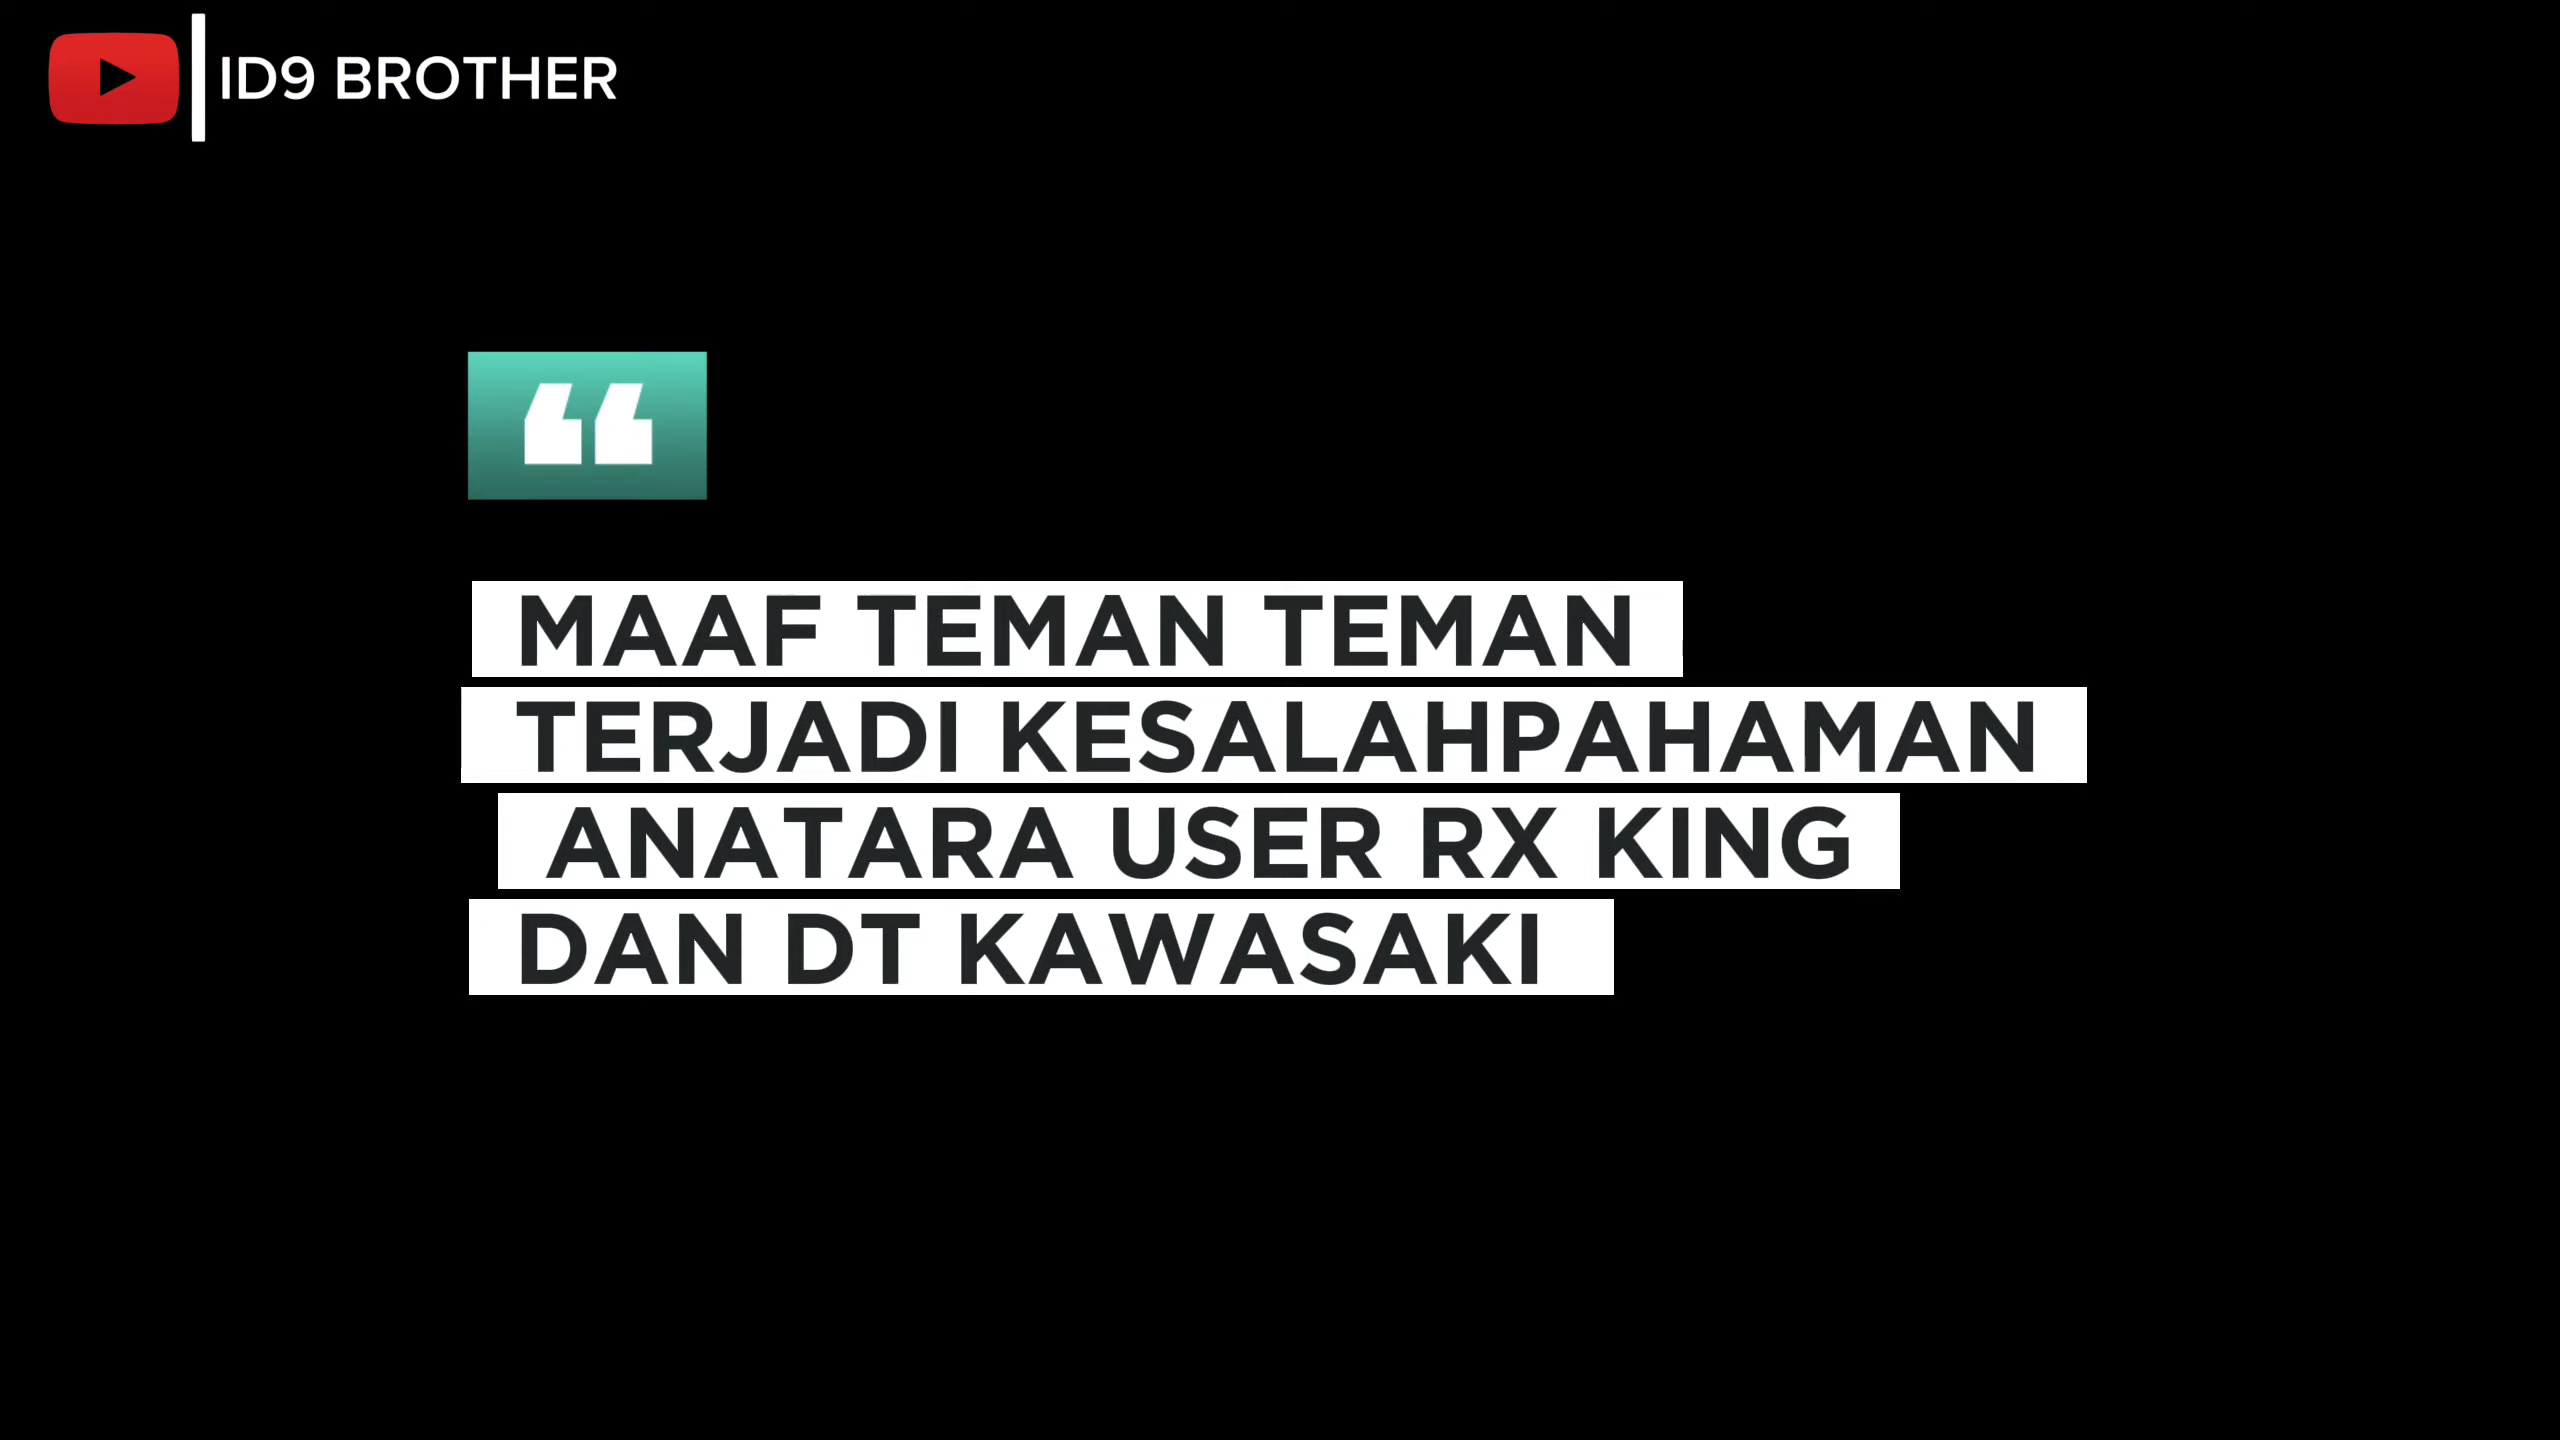 ID9 BROTHER
MAAF TEMAN TEMAN
TERJADI KESALAHPAHAMAN
ANATARA USER RX KING
DAN DT KAWASAKI